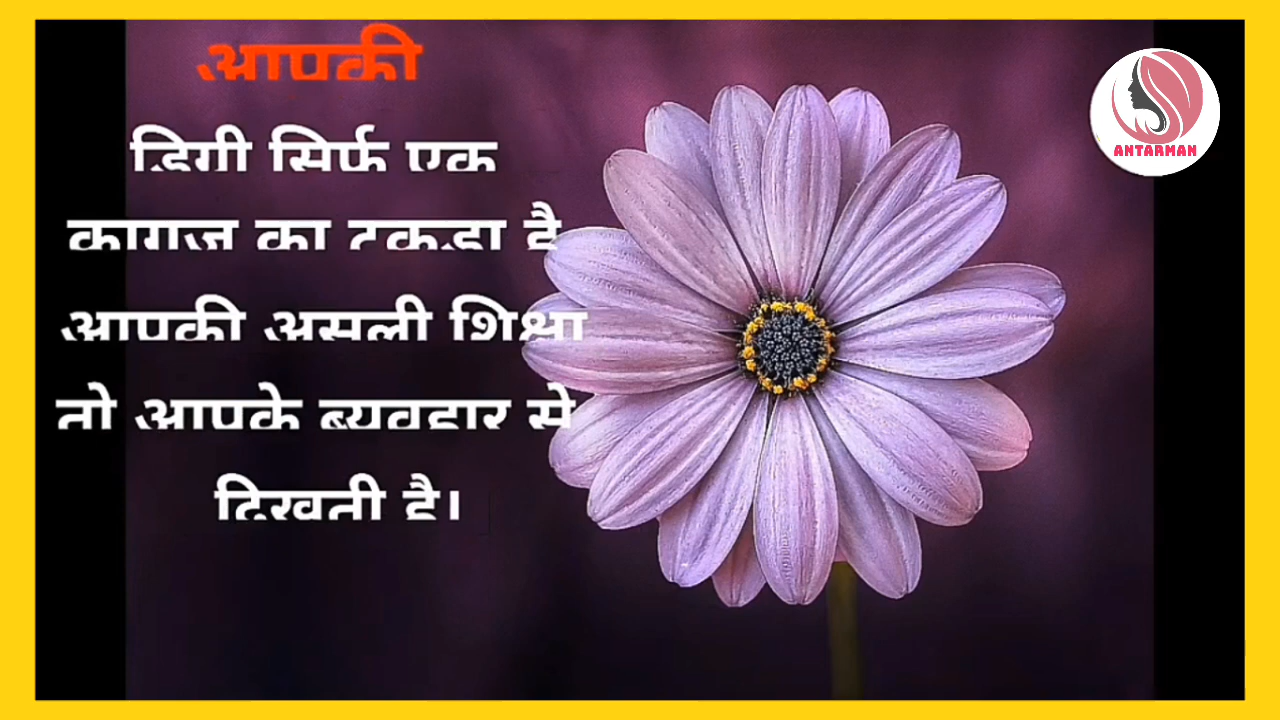 आपकी
डिग्री सिर्फ एक
कागज का टुकड़ा है
आपकी असली शिक्षा
तो आपके ब्यवहार से
दिखती है।
ANTARMAN